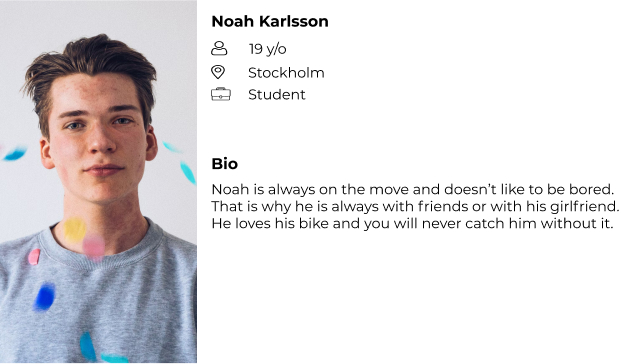 Noah Karlsson
19 y/o
Stockholm
Student
Bio
Noah is always on the move and doesn’t like to be bored.
That is why he is always with friends or with his girlfriend.
He loves his bike and you will never catch him without it.